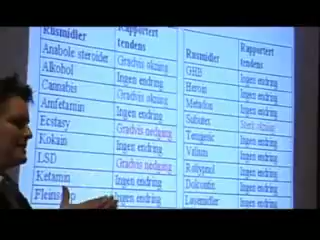 Rusmidler Rapportert tendens
Anabole steroider Gradvis økning
Alkohol Ingen endring
Cannabis Gradvis økning
Amfetamin Ingen endring
Ecstasy Gradvis nedgang
Kokain Ingen endring
LSD Gradvis nedgang
Ketamin Ingen endring
Ingen endring
Rusmidler Rapportert tendens
GHB Ingen endring
Heroin Ingen endring
Metadon Ingen endring
Subutex Sterk økning
Temgesic Ingen endring
Valium Ingen endring
Rohypnol Ingen endring
Dolcontin Ingen endring
Løsemidler Ingen endring